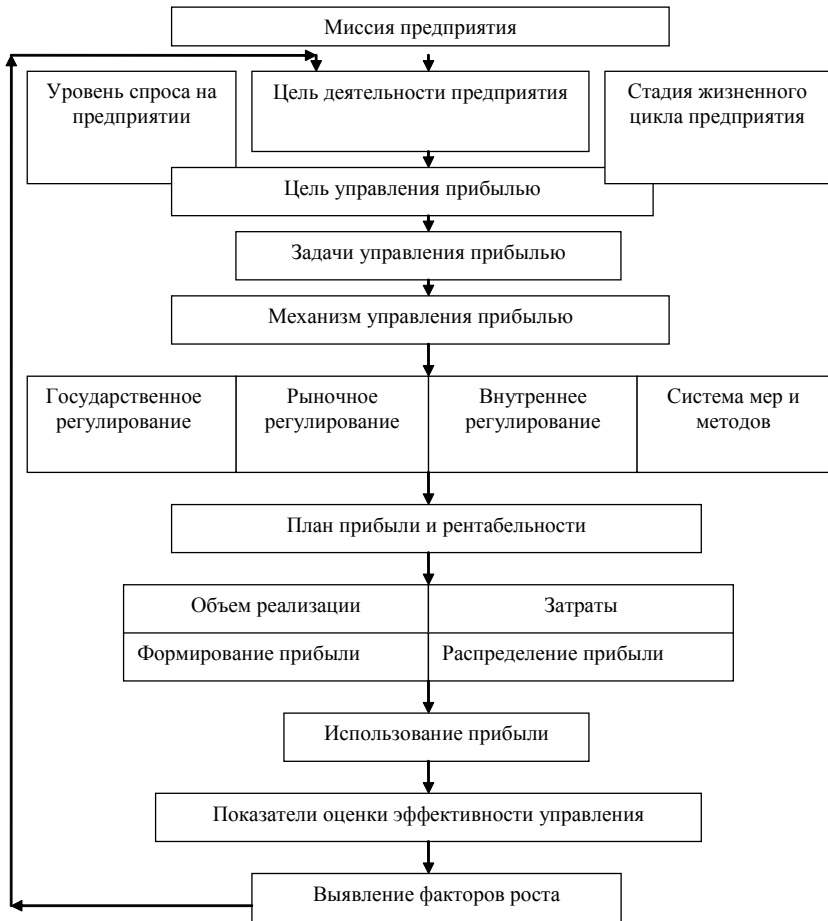 Миссия предприятия
Уровень спроса на
предприятии
Цель деятельности предприятия
Стадия жизненного
цикла предприятия
Цель управления прибылью
Задачи управления прибылью
Механизм управления прибылью
Государственное
регулирование
Рыночное
регулирование
Внутреннее
регулирование
Система мер и
методов
План прибыли и рентабельности
Объем реализации
Затраты
Формирование прибыли
Распределение прибыли
Использование прибыли
Показатели оценки эффективности управления
Выявление факторов роста